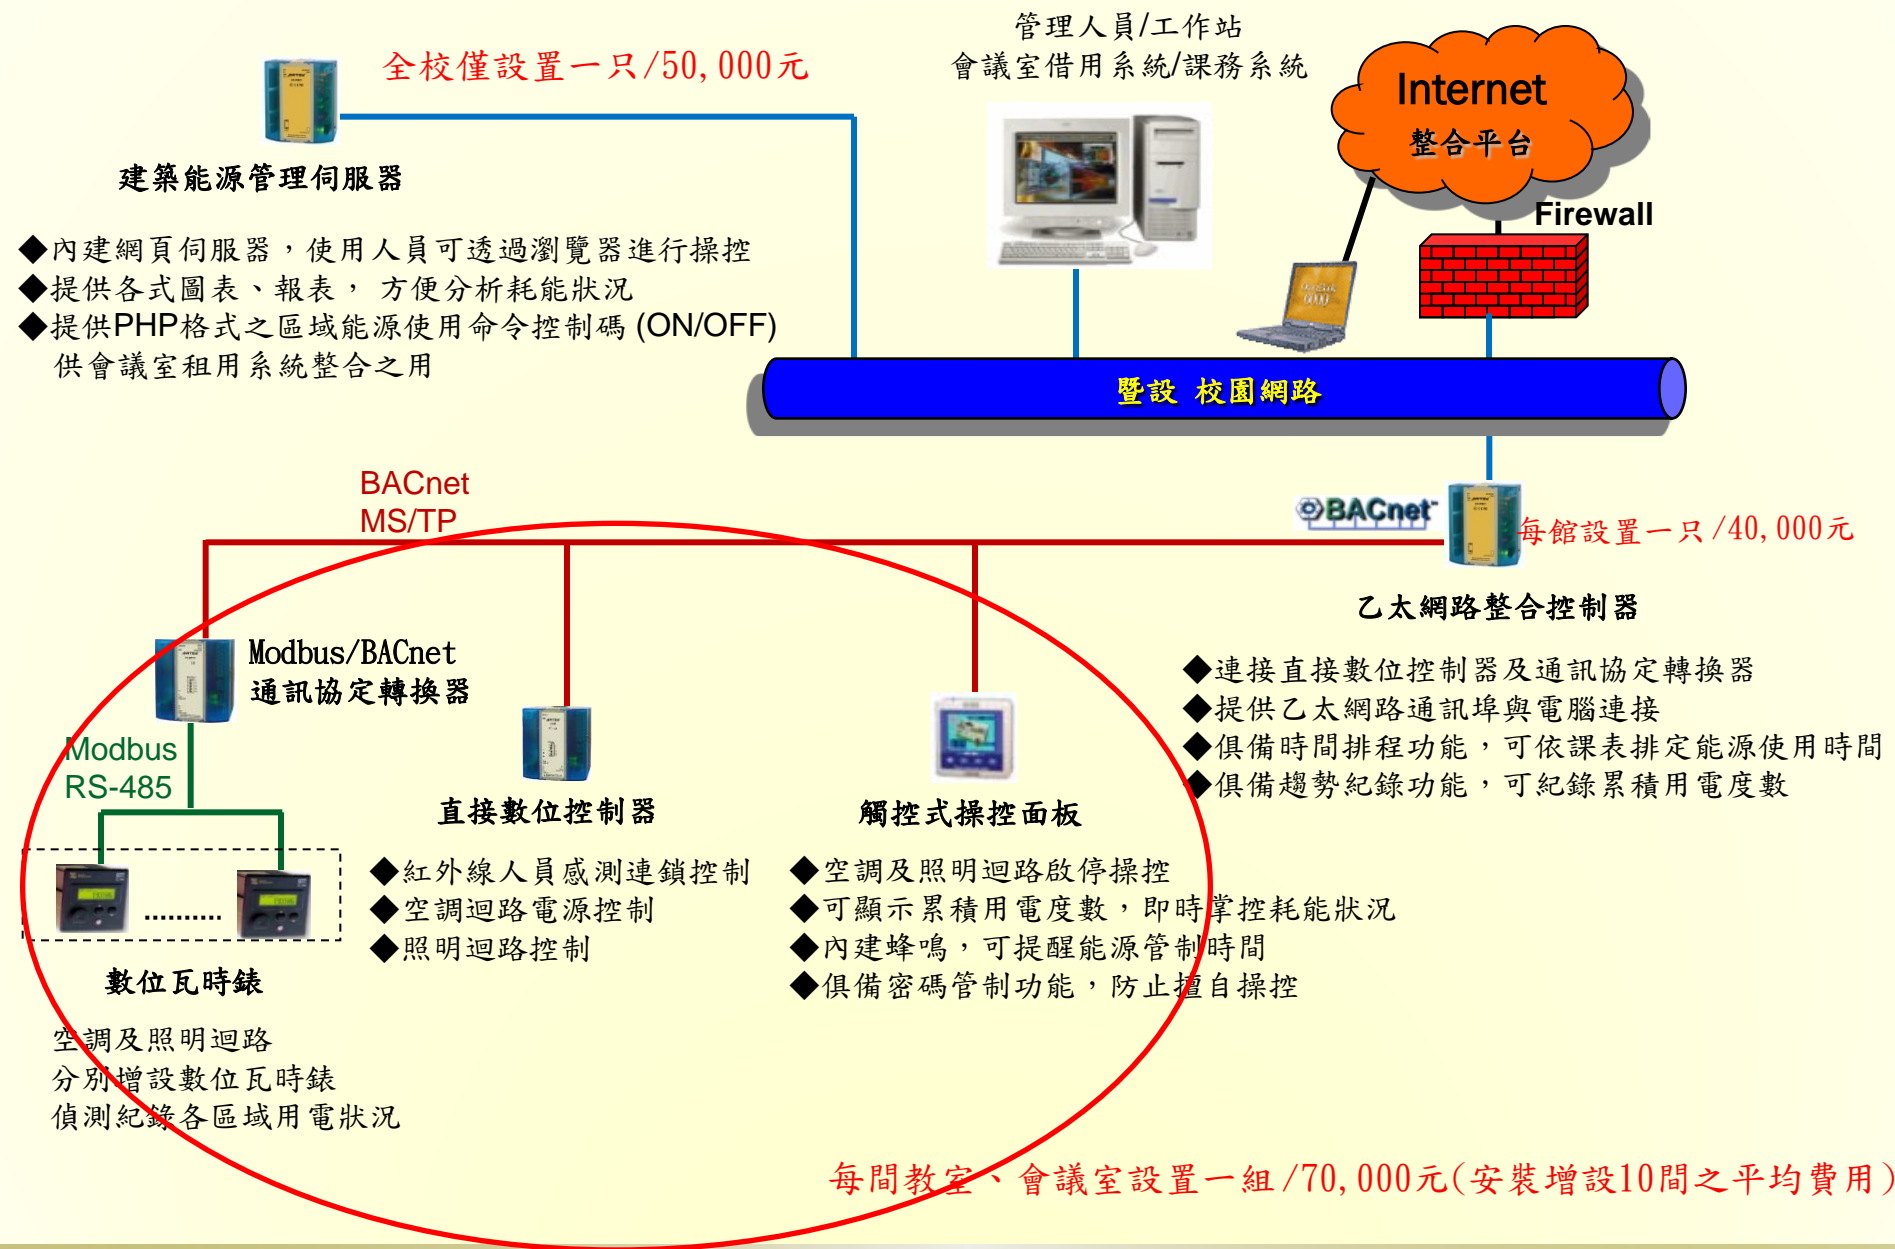 管理人員/工作站
會議室借用系統/課務系統
全校僅設置一只/50,000元
Internet
整合平台
建築能源管理伺服器
Firewall
◆內建網頁伺服器，使用人員可透過瀏覽器進行操控
◆提供各式圖表、報表， 方便分析耗能狀況
◆提供PHP格式之區域能源使用命令控制碼 (ON/OFF)
供會議室租用系統整合之用
暨設 校園網路
BACnet
MS/TP
BACnet
每館設置一只/40,000元
乙太網路整合控制器
◆連接直接數位控制器及通訊協定轉換器
◆提供乙太網路通訊埠與電腦連接
◆俱備時間排程功能，可依課表排定能源使用時間
◆俱備趨勢紀錄功能，可紀錄累積用電度數
Modbus/BACnet
通訊協定轉換器
Modbus
RS-485
直接數位控制器
◆紅外線人員感測連鎖控制
◆空調迴路電源控制
◆照明迴路控制
觸控式操控面板
◆空調及照明迴路啟停操控
◆可顯示累積用電度數，即時掌控耗能狀況
◆內建蜂鳴，可提醒能源管制時間
◆俱備密碼管制功能，防止擅自操控
..........
數位瓦時錶
空調及照明迴路
分別增設數位瓦時錶
偵測紀錄各區域用電狀況
每間教室、會議室設置一組/70,000元(安裝增設10間之平均費用)